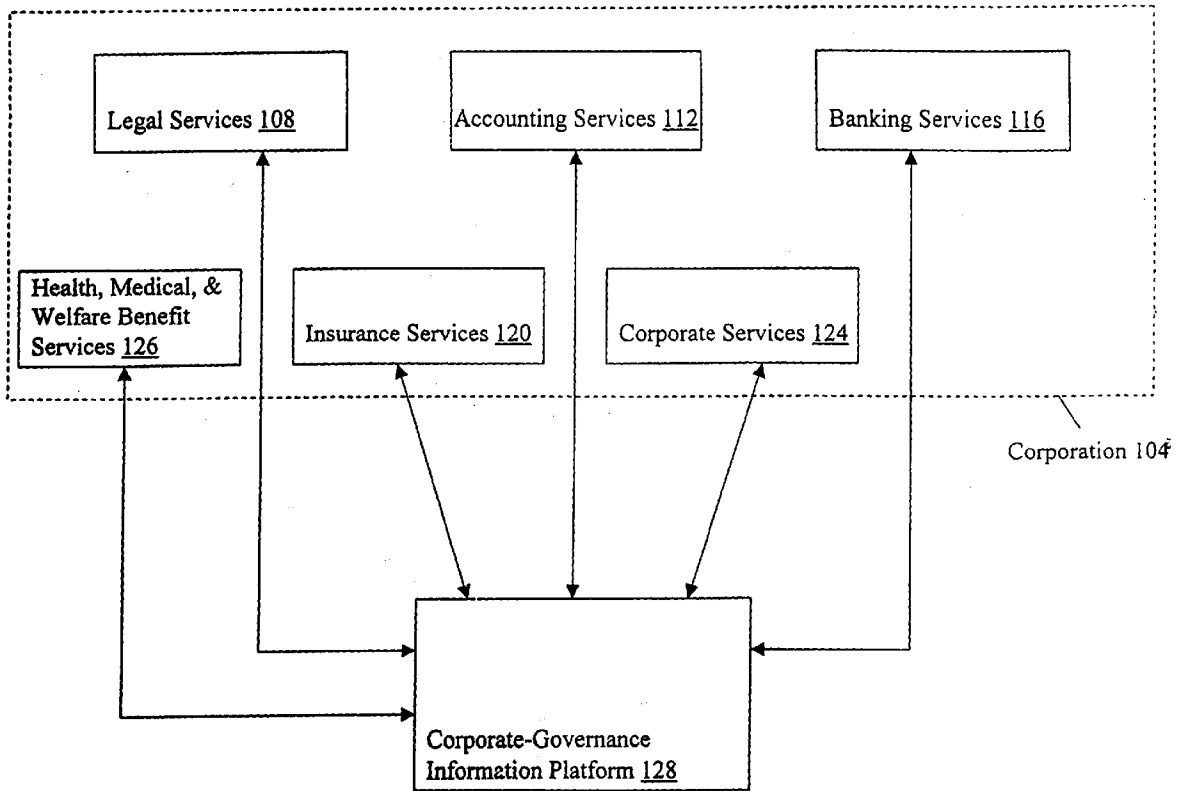 Legal Services 108
Accounting Services 112
Banking Services 116
Health, Medical, &
Welfare Benefit
Services 126
Insurance Services 120
Corporate Services 124
Corporation 104
Corporate-Governance
Information Platform 128